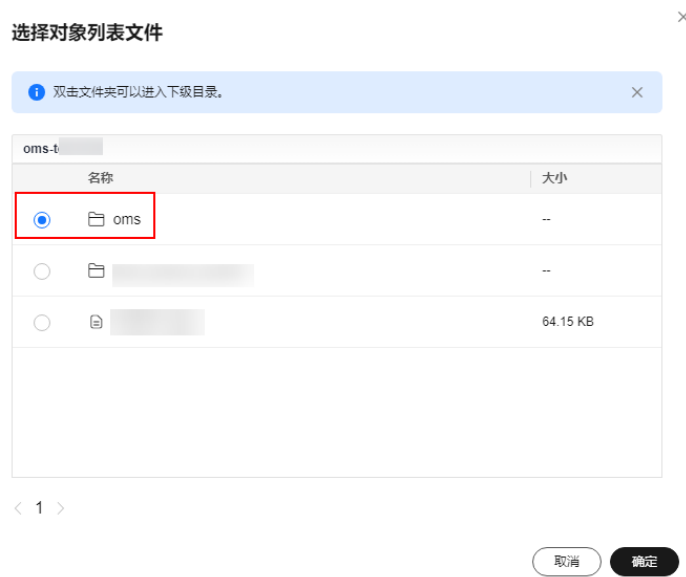 选择对象列表文件
双击文件夹可以进入下级目录。
oms-t
名称 大小
oms --
--
64.15 KB
1
取消 确定